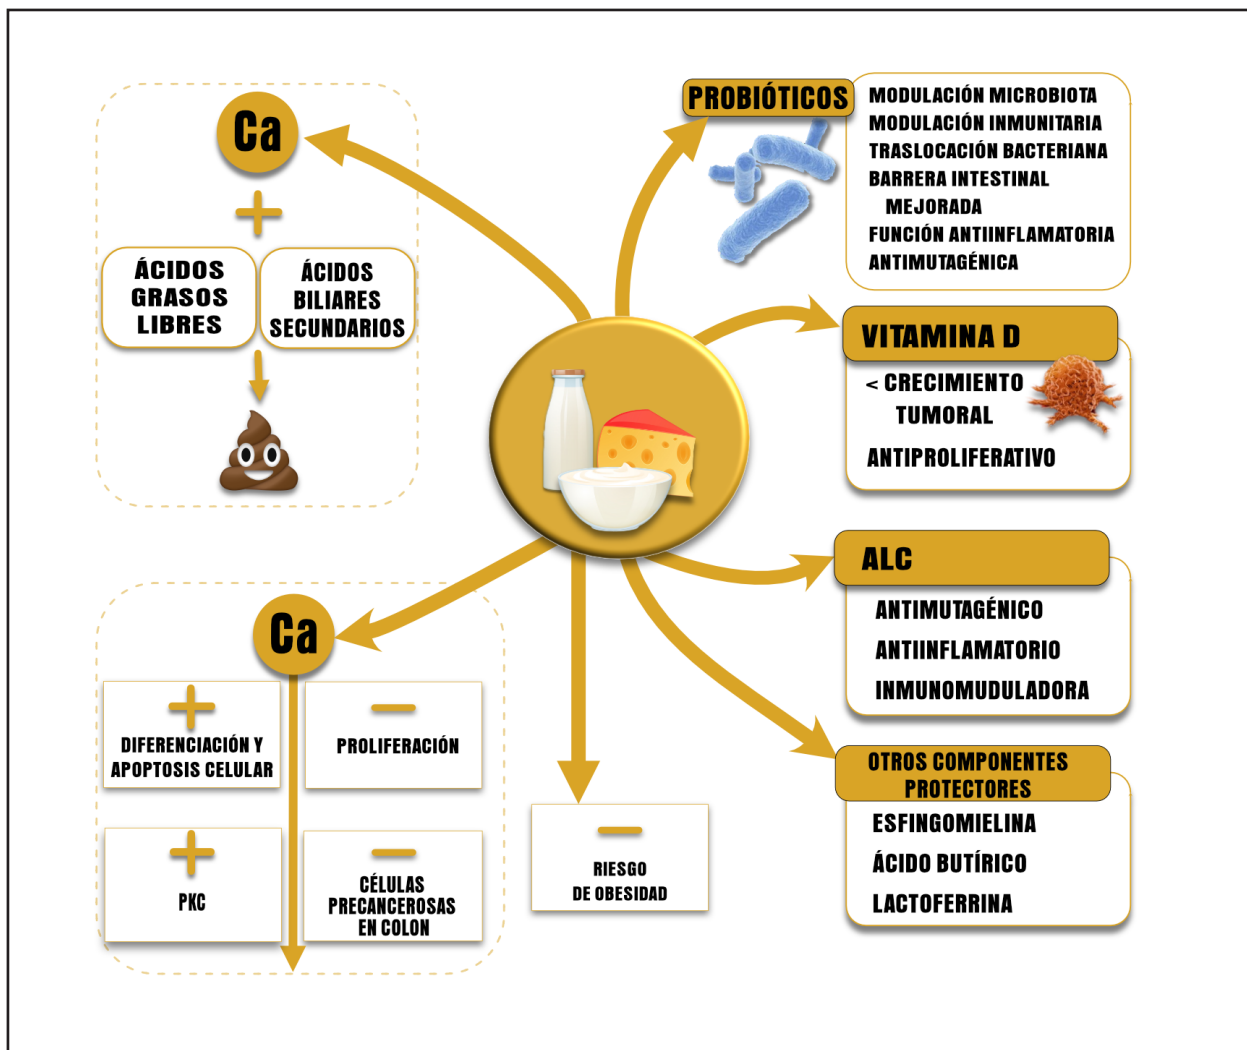 Ca
+
ÁCIDOS
GRASOS
LIBRES
ÁCIDOS
BILIARES
SECUNDARIOS
PROBIÓTICOS
MODULACIÓN MICROBIOTA
MODULACIÓN INMUNITARIA
TRASLOCACIÓN BACTERIANA
BARRERA INTESTINAL
MEJORADA
FUNCIÓN ANTIINFLAMATORIA
ANTIMUTAGÉNICA
VITAMINA D
< CRECIMIENTO
TUMORAL
ANTIPROLIFERATIVO
ALC
ANTIMUTAGÉNICO
ANTIINFLAMATORIO
INMUNOMUDULADORA
OTROS COMPONENTES
PROTECTORES
ESFINGOMIELINA
ÁCIDO BUTÍRICO
LACTOFERRINA
Ca
+
DIFERENCIACIÓN Y
APOPTOSIS CELULAR
−
PROLIFERACIÓN
+
PKC
−
CÉLULAS
PRECANCEROSAS
EN COLON
−
RIESGO
DE OBESIDAD